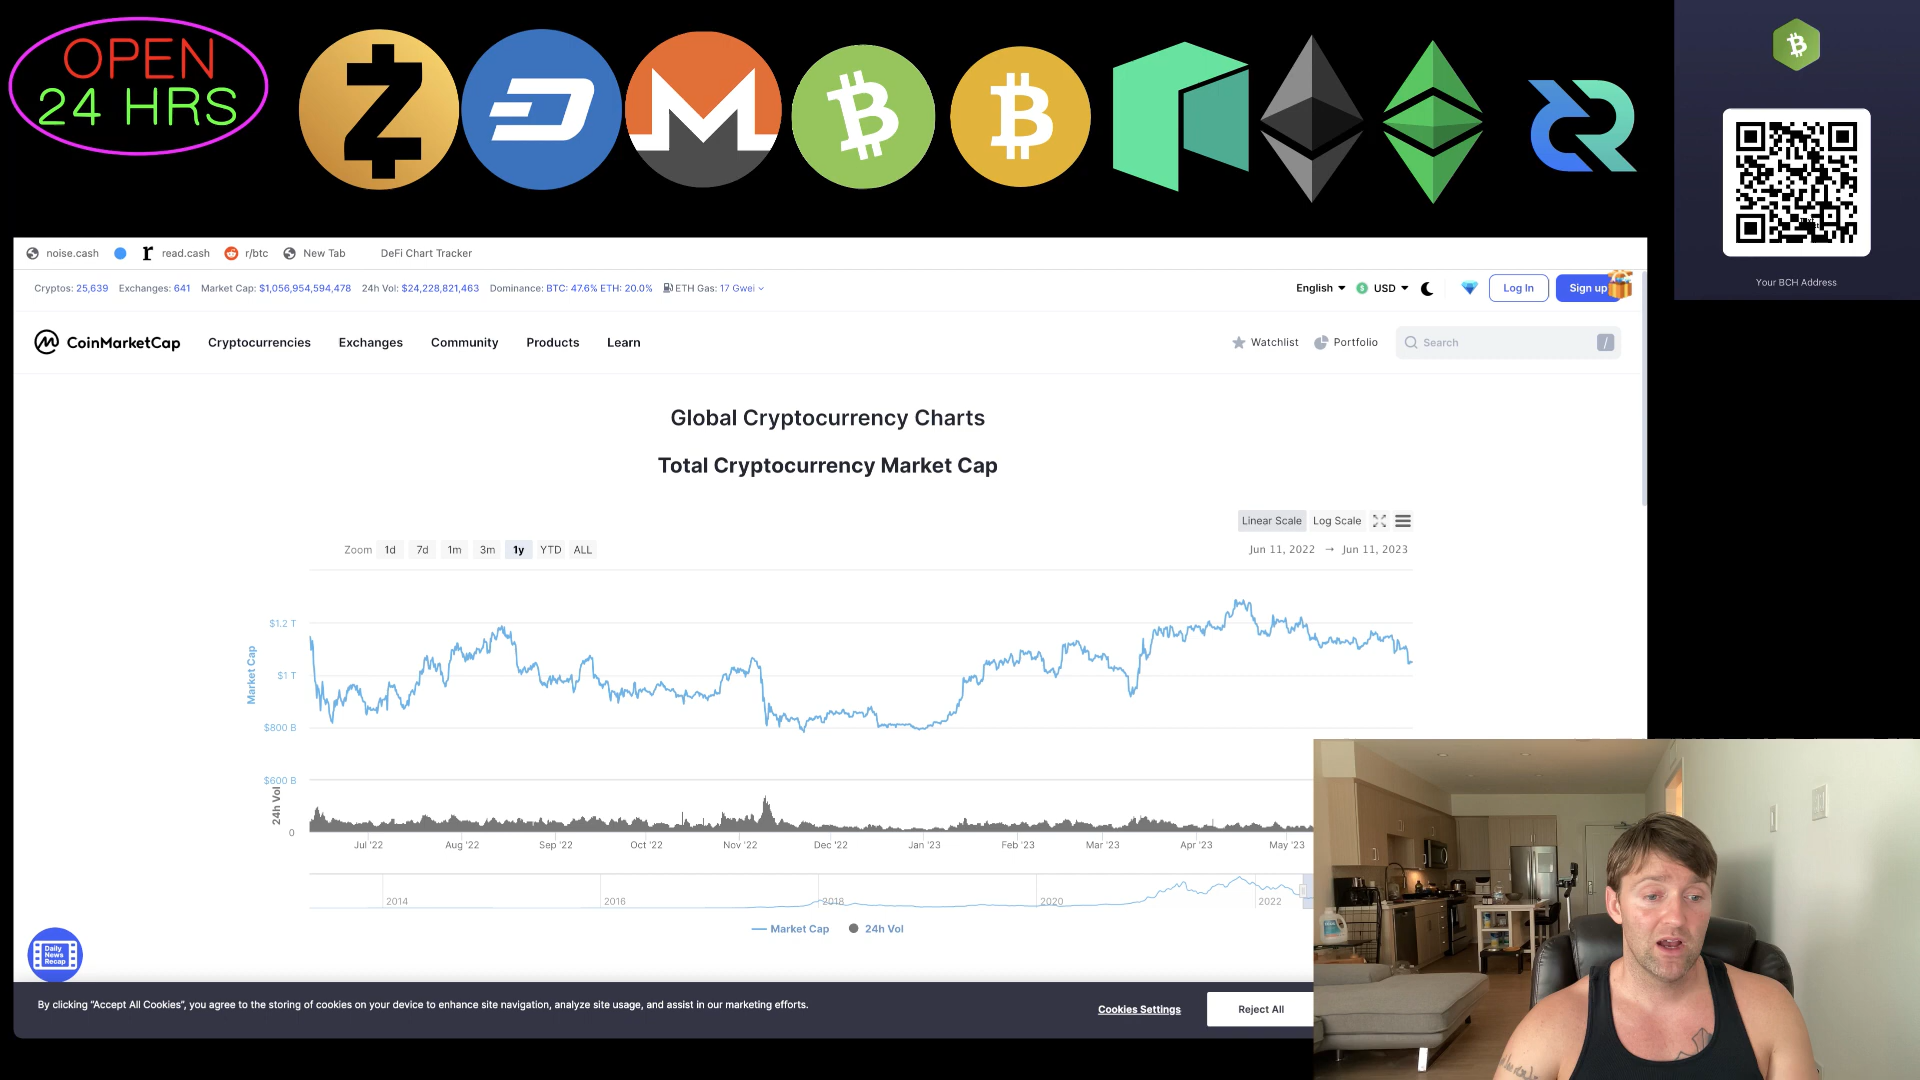 OPEN
24 HRS
Your BCH Address
noise.cash
read.cash
r/btc
New Tab
DeFi Chart Tracker
Cryptos: 25,639 Exchanges: 641 Market Cap: $1,056,954,594,478 24h Vol: $24,228,821,463 Dominance: BTC: 47.6% ETH: 20.0% ETH Gas: 17 Gwei
English
USD
Log In
Sign up
CoinMarketCap
Cryptocurrencies
Exchanges
Community
Products
Learn
Watchlist
Portfolio
Search
/
Global Cryptocurrency Charts
Total Cryptocurrency Market Cap
Linear Scale
Log Scale
Zoom 1d 7d 1m 3m 1y YTD ALL
Jun 11, 2022 → Jun 11, 2023
Market Cap
$1.2 T
$1 T
$800 B
$600 B
24h Vol
0
Jul '22 Aug '22 Sep '22 Oct '22 Nov '22 Dec '22 Jan '23 Feb '23 Mar '23 Apr '23 May '23
2014 2016 2018 2020 2022
Market Cap 24h Vol
Daily
News
Recap
By clicking “Accept All Cookies”, you agree to the storing of cookies on your device to enhance site navigation, analyze site usage, and assist in our marketing efforts.
Cookies Settings
Reject All